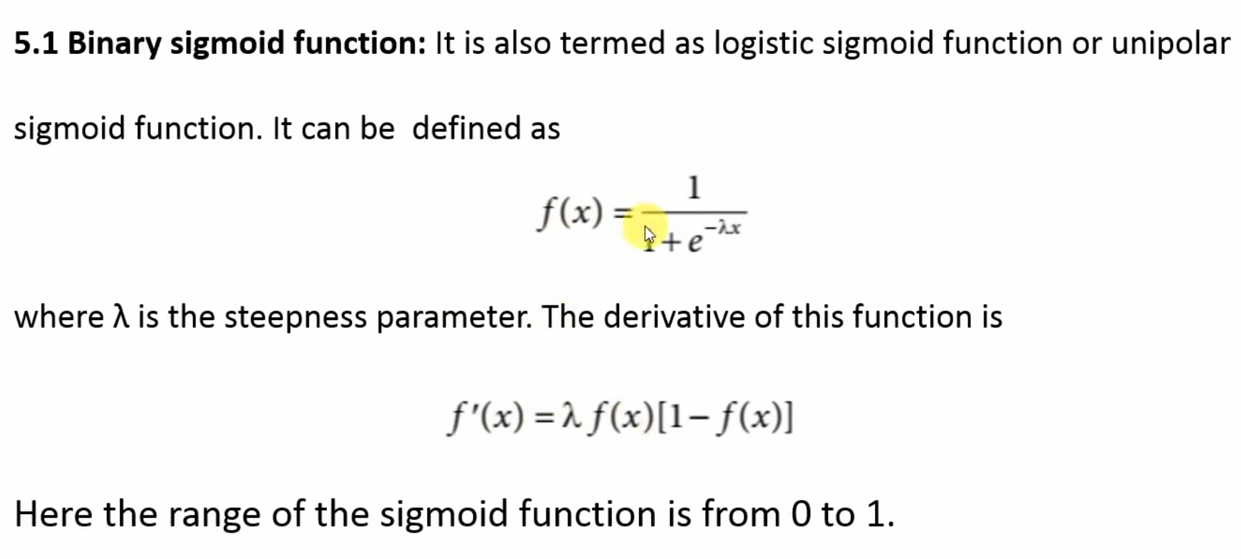 5.1 Binary sigmoid function: It is also termed as logistic sigmoid function or unipolar
sigmoid function. It can be defined as
f(x) = 1 / 1 + e^{-λx}
where λ is the steepness parameter. The derivative of this function is
f'(x) = λ f(x)[1 − f(x)]
Here the range of the sigmoid function is from 0 to 1.